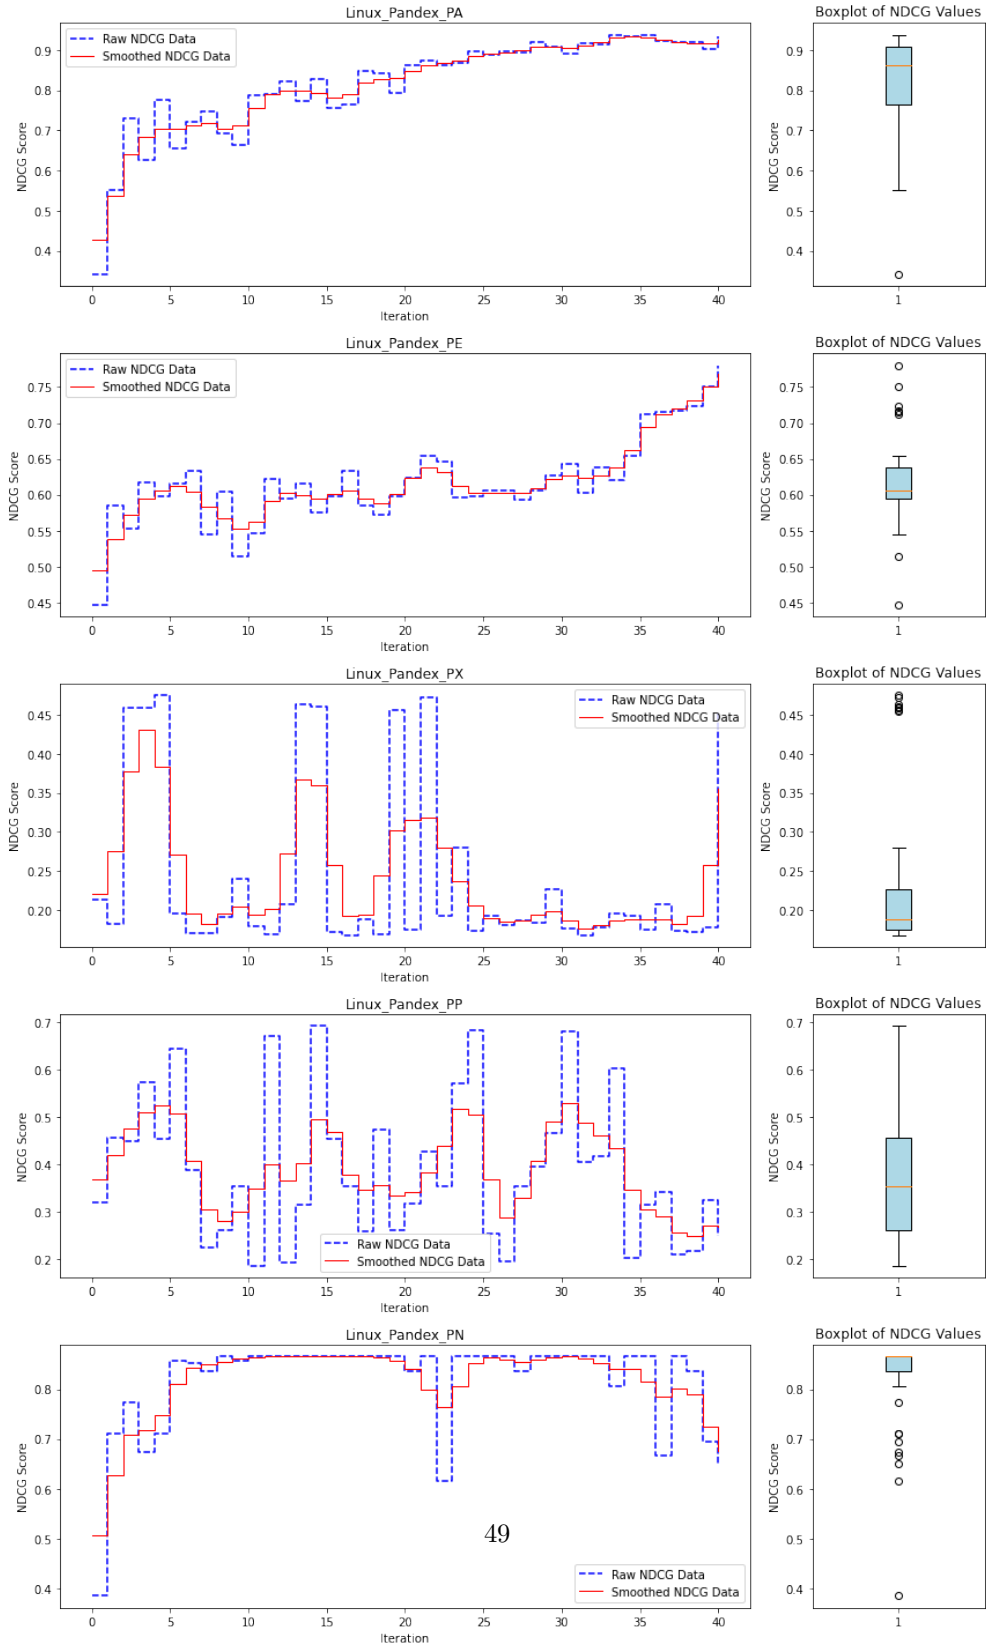 Linux_Pandex_PA
Boxplot of NDCG Values
Raw NDCG Data
Smoothed NDCG Data
NDCG Score
0.9
0.8
0.7
0.6
0.5
0.4
0 5 10 15 20 25 30 35 40
Iteration
NDCG Score
0.9
0.8
0.7
0.6
0.5
0.4
1
Linux_Pandex_PE
Boxplot of NDCG Values
Raw NDCG Data
Smoothed NDCG Data
NDCG Score
0.75
0.70
0.65
0.60
0.55
0.50
0.45
0 5 10 15 20 25 30 35 40
Iteration
NDCG Score
0.75
0.70
0.65
0.60
0.55
0.50
0.45
1
Linux_Pandex_PX
Boxplot of NDCG Values
Raw NDCG Data
Smoothed NDCG Data
NDCG Score
0.45
0.40
0.35
0.30
0.25
0.20
0 5 10 15 20 25 30 35 40
Iteration
NDCG Score
0.45
0.40
0.35
0.30
0.25
0.20
1
Linux_Pandex_PP
Boxplot of NDCG Values
NDCG Score
0.7
0.6
0.5
0.4
0.3
0.2
Raw NDCG Data
Smoothed NDCG Data
0 5 10 15 20 25 30 35 40
Iteration
NDCG Score
0.7
0.6
0.5
0.4
0.3
0.2
1
Linux_Pandex_PN
Boxplot of NDCG Values
NDCG Score
0.8
0.7
0.6
0.5
0.4
49
Raw NDCG Data
Smoothed NDCG Data
0 5 10 15 20 25 30 35 40
Iteration
NDCG Score
0.8
0.7
0.6
0.5
0.4
1